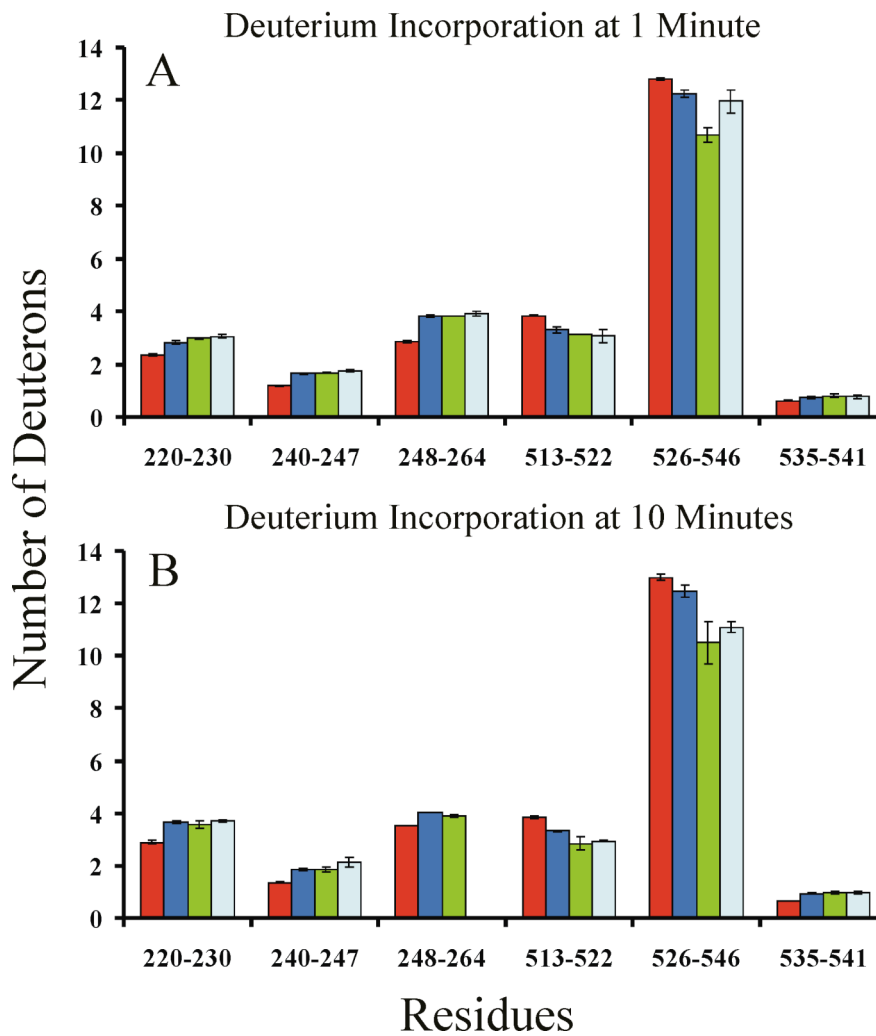 Deuterium Incorporation at 1 Minute
A
14
12
10
8
6
4
2
0
220-230 240-247 248-264 513-522 526-546 535-541
Number of Deuterons
Deuterium Incorporation at 10 Minutes
B
14
12
10
8
6
4
2
0
220-230 240-247 248-264 513-522 526-546 535-541
Residues